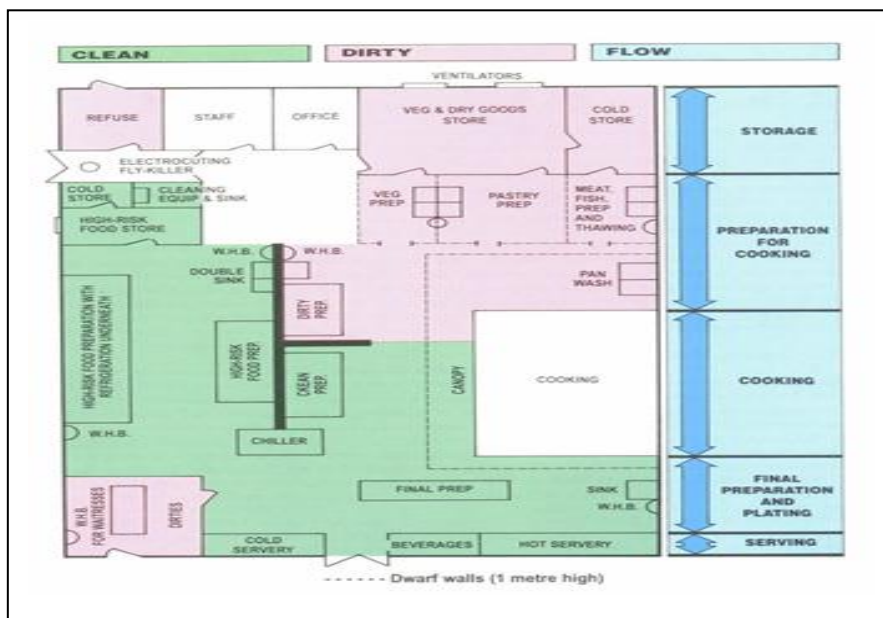 CLEAN
DIRTY
FLOW
VENTILATORS
REFUSE
STAFF
OFFICE
VEG & DRY GOODS
STORE
COLD
STORE
STORAGE
ELECTROCUTING
FLY-KILLER
COLD
STORE
CLEANING
EQUIP & SINK
VEG
PREP
PASTRY PREP
MEAT,
FISH,
PREP
AND
THAWING
PREPARATION
FOR
COOKING
HIGH-RISK
FOOD STORE
W.H.B.
W.H.B.
DOUBLE
SINK
PAN
WASH
DIRTY
PREP.
HIGH-RISK FOOD PREPARATION WITH
REFRIGERATION UNDERNEATH
HIGH-RISK
FOOD PREP.
CKEAN
PREP.
CANOPY
COOKING
COOKING
W.H.B.
CHILLER
FINAL PREP
SINK
W.H.B.
FINAL
PREPARATION
AND
PLATING
W.H.B.
FOR WAITRESSES
DIRTIES
COLD
SERVERY
BEVERAGES
HOT SERVERY
SERVING
Dwarf walls (1 metre high)